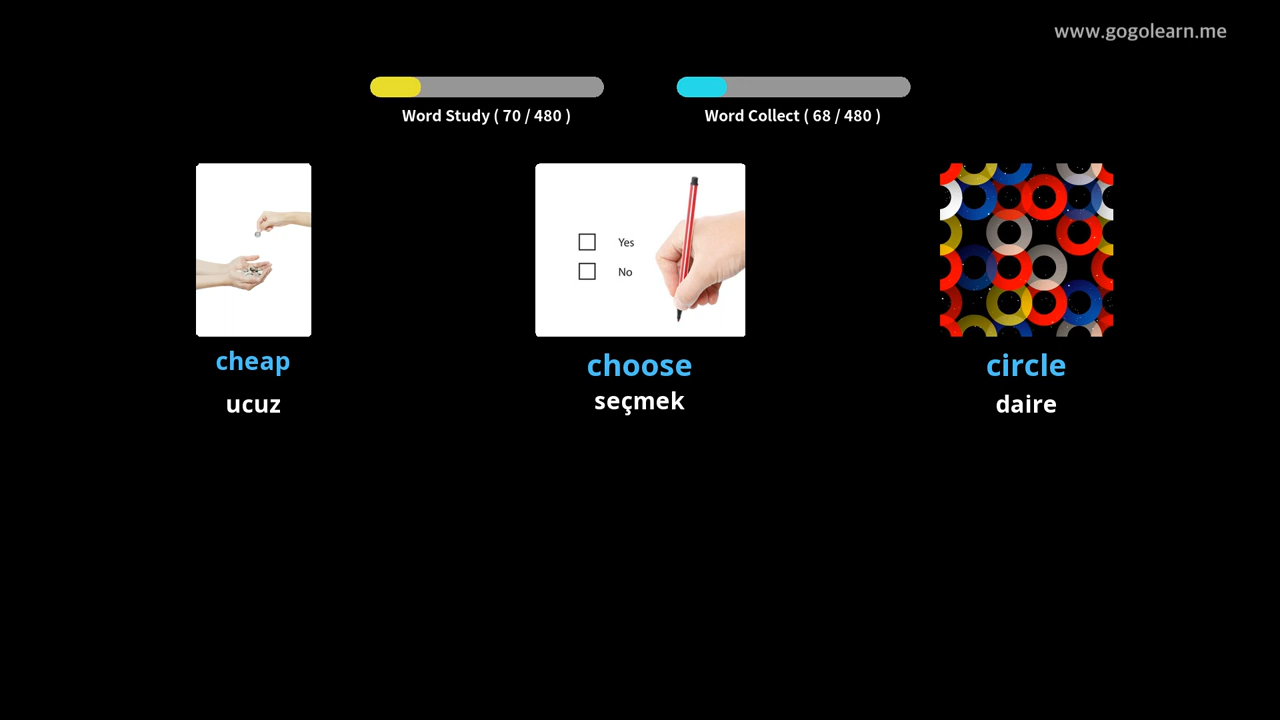 www.gogolearn.me
Word Study ( 70 / 480 )
Word Collect ( 68 / 480 )
Yes
No
cheap
choose
circle
ucuz
seçmek
daire